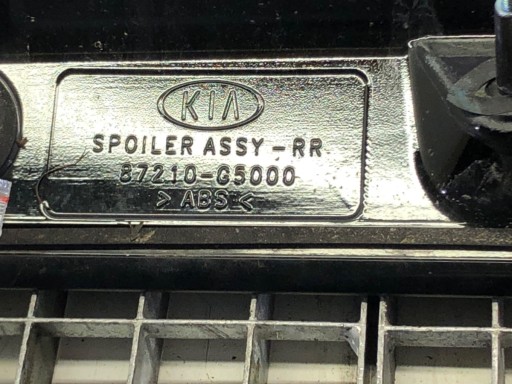 KIA
SPOILER ASSY-RR
87210-G5000
>ABS<